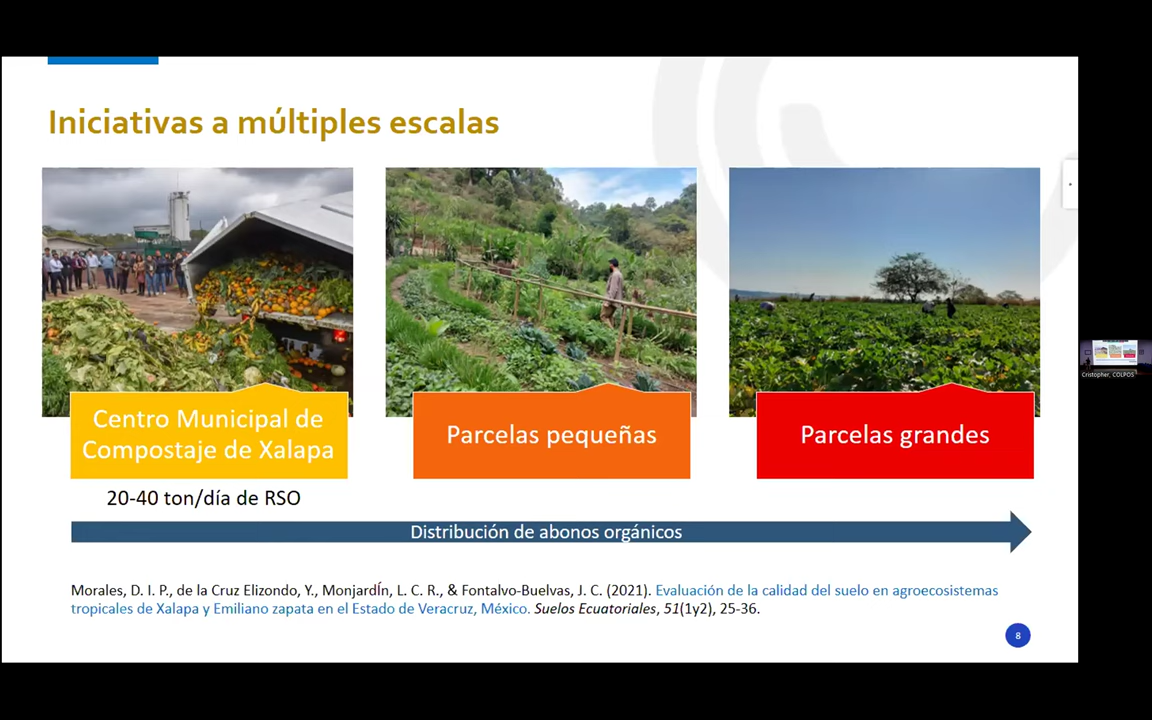 Iniciativas a múltiples escalas
Centro Municipal de
Compostaje de Xalapa
Parcelas pequeñas
Parcelas grandes
20-40 ton/día de RSO
Distribución de abonos orgánicos
Morales, D. I. P., de la Cruz Elizondo, Y., MonjardÍn, L. C. R., & Fontalvo-Buelvas, J. C. (2021). Evaluación de la calidad del suelo en agroecosistemas
tropicales de Xalapa y Emiliano zapata en el Estado de Veracruz, México. Suelos Ecuatoriales, 51(1y2), 25-36.
8
Cristopher, COLPOS